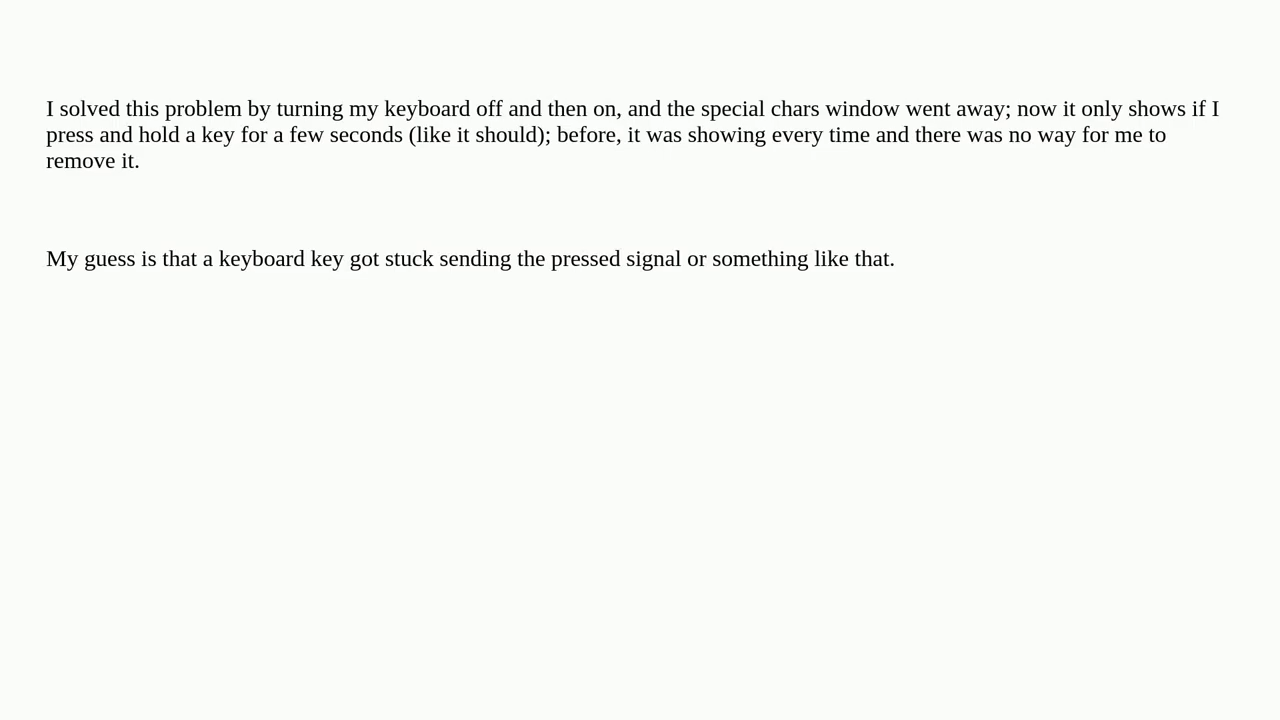 I solved this problem by turning my keyboard off and then on, and the special chars window went away; now it only shows if I
press and hold a key for a few seconds (like it should); before, it was showing every time and there was no way for me to
remove it.
My guess is that a keyboard key got stuck sending the pressed signal or something like that.